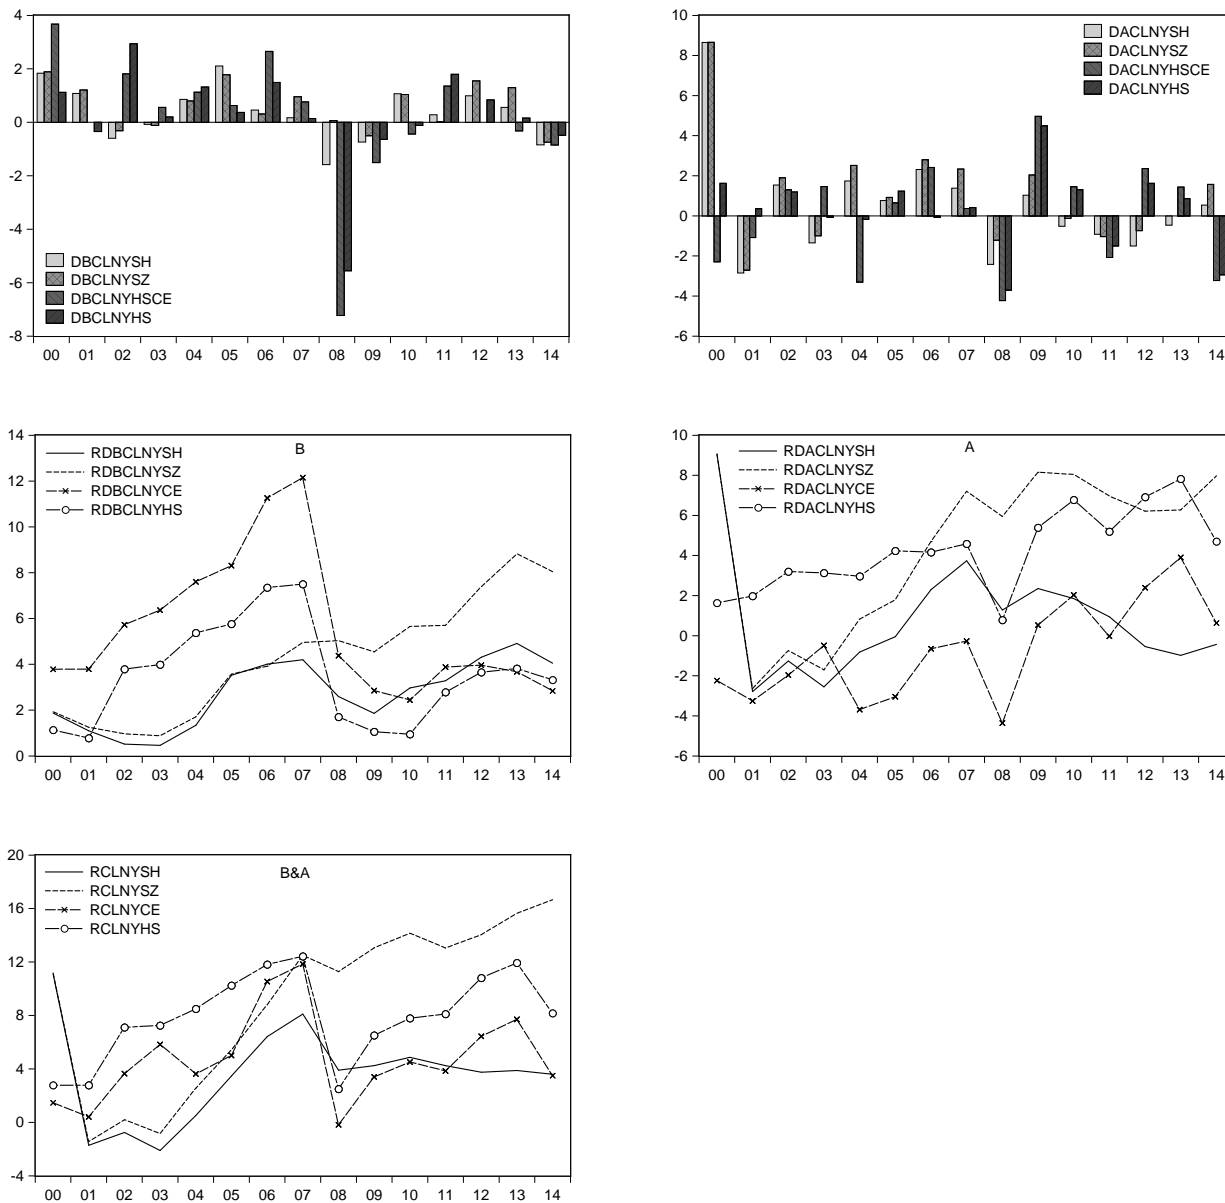 4
2
0
-2
-4
-6
-8
DBCLNYSH
DBCLNYSZ
DBCLNYHSCE
DBCLNYHS
00 01 02 03 04 05 06 07 08 09 10 11 12 13 14
10
8
6
4
2
0
-2
-4
-6
DACLNYSH
DACLNYSZ
DACLNYHSCE
DACLNYHS
00 01 02 03 04 05 06 07 08 09 10 11 12 13 14
14
12
10
8
6
4
2
0
B
RDBCLNYSH
RDBCLNYSZ
RDBCLNYCE
RDBCLNYHS
00 01 02 03 04 05 06 07 08 09 10 11 12 13 14
10
8
6
4
2
0
-2
-4
-6
A
RDACLNYSH
RDACLNYSZ
RDACLNYCE
RDACLNYHS
00 01 02 03 04 05 06 07 08 09 10 11 12 13 14
20
16
12
8
4
0
-4
B&A
RCLNYSH
RCLNYSZ
RCLNYCE
RCLNYHS
00 01 02 03 04 05 06 07 08 09 10 11 12 13 14